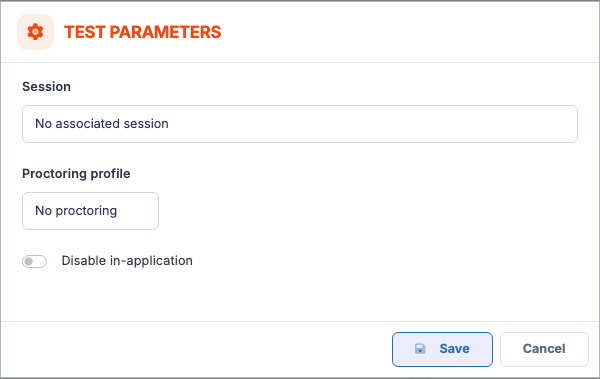 TEST PARAMETERS
Session
No associated session
Proctoring profile
No proctoring
Disable in-application
Save
Cancel